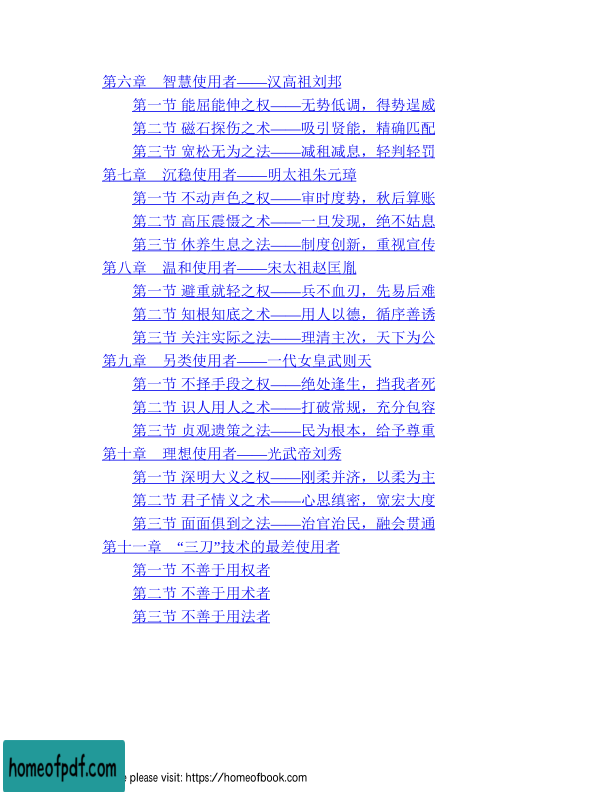 第六章　智慧使用者——汉高祖刘邦
第一节 能屈能伸之权——无势低调，得势逞威
第二节 磁石探伤之术——吸引贤能，精确匹配
第三节 宽松无为之法——减租减息，轻判轻罚
第七章　沉稳使用者——明太祖朱元璋
第一节 不动声色之权——审时度势，秋后算账
第二节 高压震慑之术——一旦发现，绝不姑息
第三节 休养生息之法——制度创新，重视宣传
第八章　温和使用者——宋太祖赵匡胤
第一节 避重就轻之权——兵不血刃，先易后难
第二节 知根知底之术——用人以德，循序善诱
第三节 关注实际之法——理清主次，天下为公
第九章　另类使用者——一代女皇武则天
第一节 不择手段之权——绝处逢生，挡我者死
第二节 识人用人之术——打破常规，充分包容
第三节 贞观遗策之法——民为根本，给予尊重
第十章　理想使用者——光武帝刘秀
第一节 深明大义之权——刚柔并济，以柔为主
第二节 君子情义之术——心思缜密，宽宏大度
第三节 面面俱到之法——治官治民，融会贯通
第十一章　“三刀”技术的最差使用者
第一节 不善于用权者
第二节 不善于用术者
第三节 不善于用法者
homeofpdf.com
please visit: https://homeofbook.com